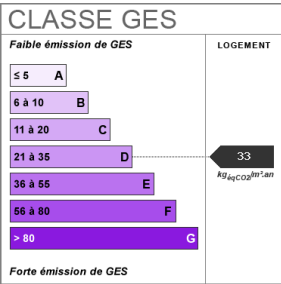 CLASSE GES
Faible émission de GES
LOGEMENT
≤ 5 A
6 à 10 B
11 à 20 C
21 à 35 D
33
kgéqCO2/m².an
36 à 55 E
56 à 80 F
> 80 G
Forte émission de GES